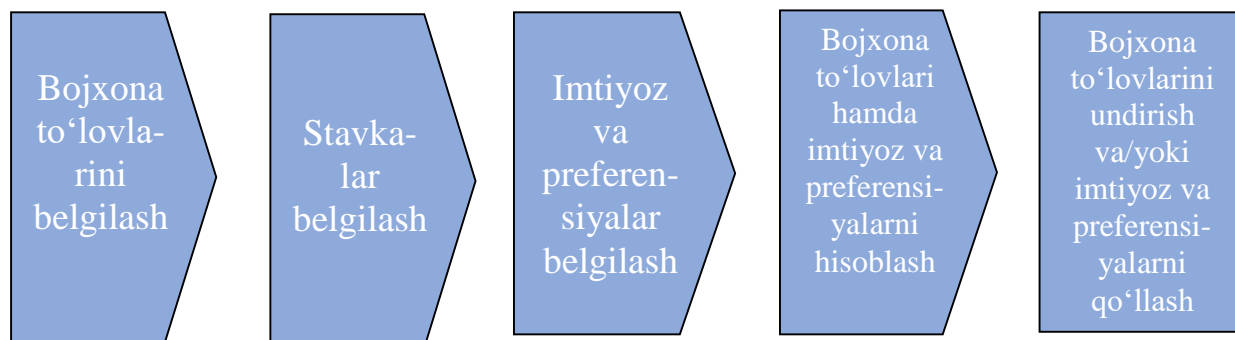 Bojxona
to‘lovla-
rini
belgilash
Stavka-
lar
belgilash
Imtiyoz
va
preferen-
siyalar
belgilash
Bojxona
to‘lovlari
hamda
imtiyoz va
preferensi-
yalarni
hisoblash
Bojxona
to‘lovlarini
undirish
va/yoki
imtiyoz va
preferensi-
yalarni
qo‘llash